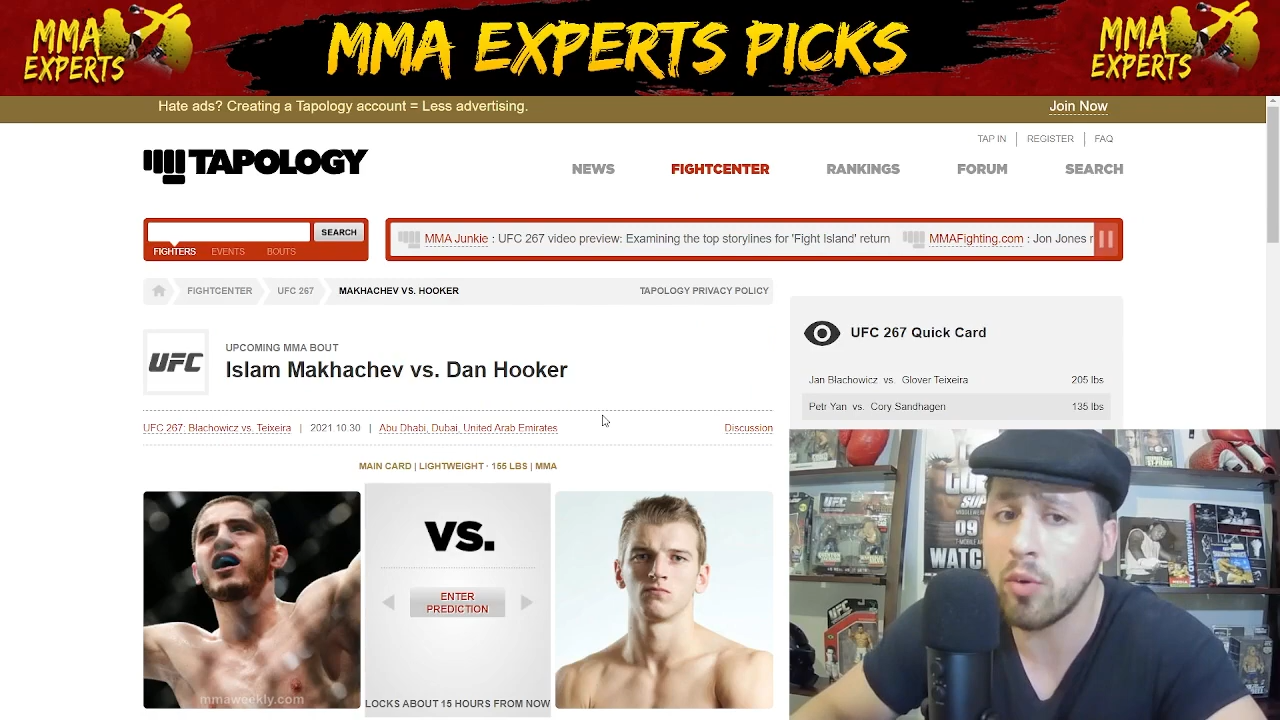 MMA EXPERTS
MMA EXPERTS PICKS
MMA EXPERTS
Hate ads? Creating a Tapology account = Less advertising.
Join Now
TAP IN
REGISTER
FAQ
TAPOLOGY
NEWS
FIGHTCENTER
RANKINGS
FORUM
SEARCH
SEARCH
FIGHTERS
EVENTS
BOUTS
MMA Junkie : UFC 267 video preview: Examining the top storylines for 'Fight Island' return
MMAFighting.com : Jon Jones
FIGHTCENTER
UFC 267
MAKHACHEV VS. HOOKER
TAPOLOGY PRIVACY POLICY
UFC
UPCOMING MMA BOUT
Islam Makhachev vs. Dan Hooker
UFC 267: Blachowicz vs. Teixeira | 2021.10.30 | Abu Dhabi, Dubai, United Arab Emirates
Discussion
MAIN CARD | LIGHTWEIGHT · 155 LBS | MMA
VS.
ENTER
PREDICTION
LOCKS ABOUT 15 HOURS FROM NOW
mmaweekly.com
UFC 267 Quick Card
Jan Blachowicz vs. Glover Teixeira 205 lbs
Petr Yan vs. Cory Sandhagen 135 lbs
UFC
09
WATCH
UFC